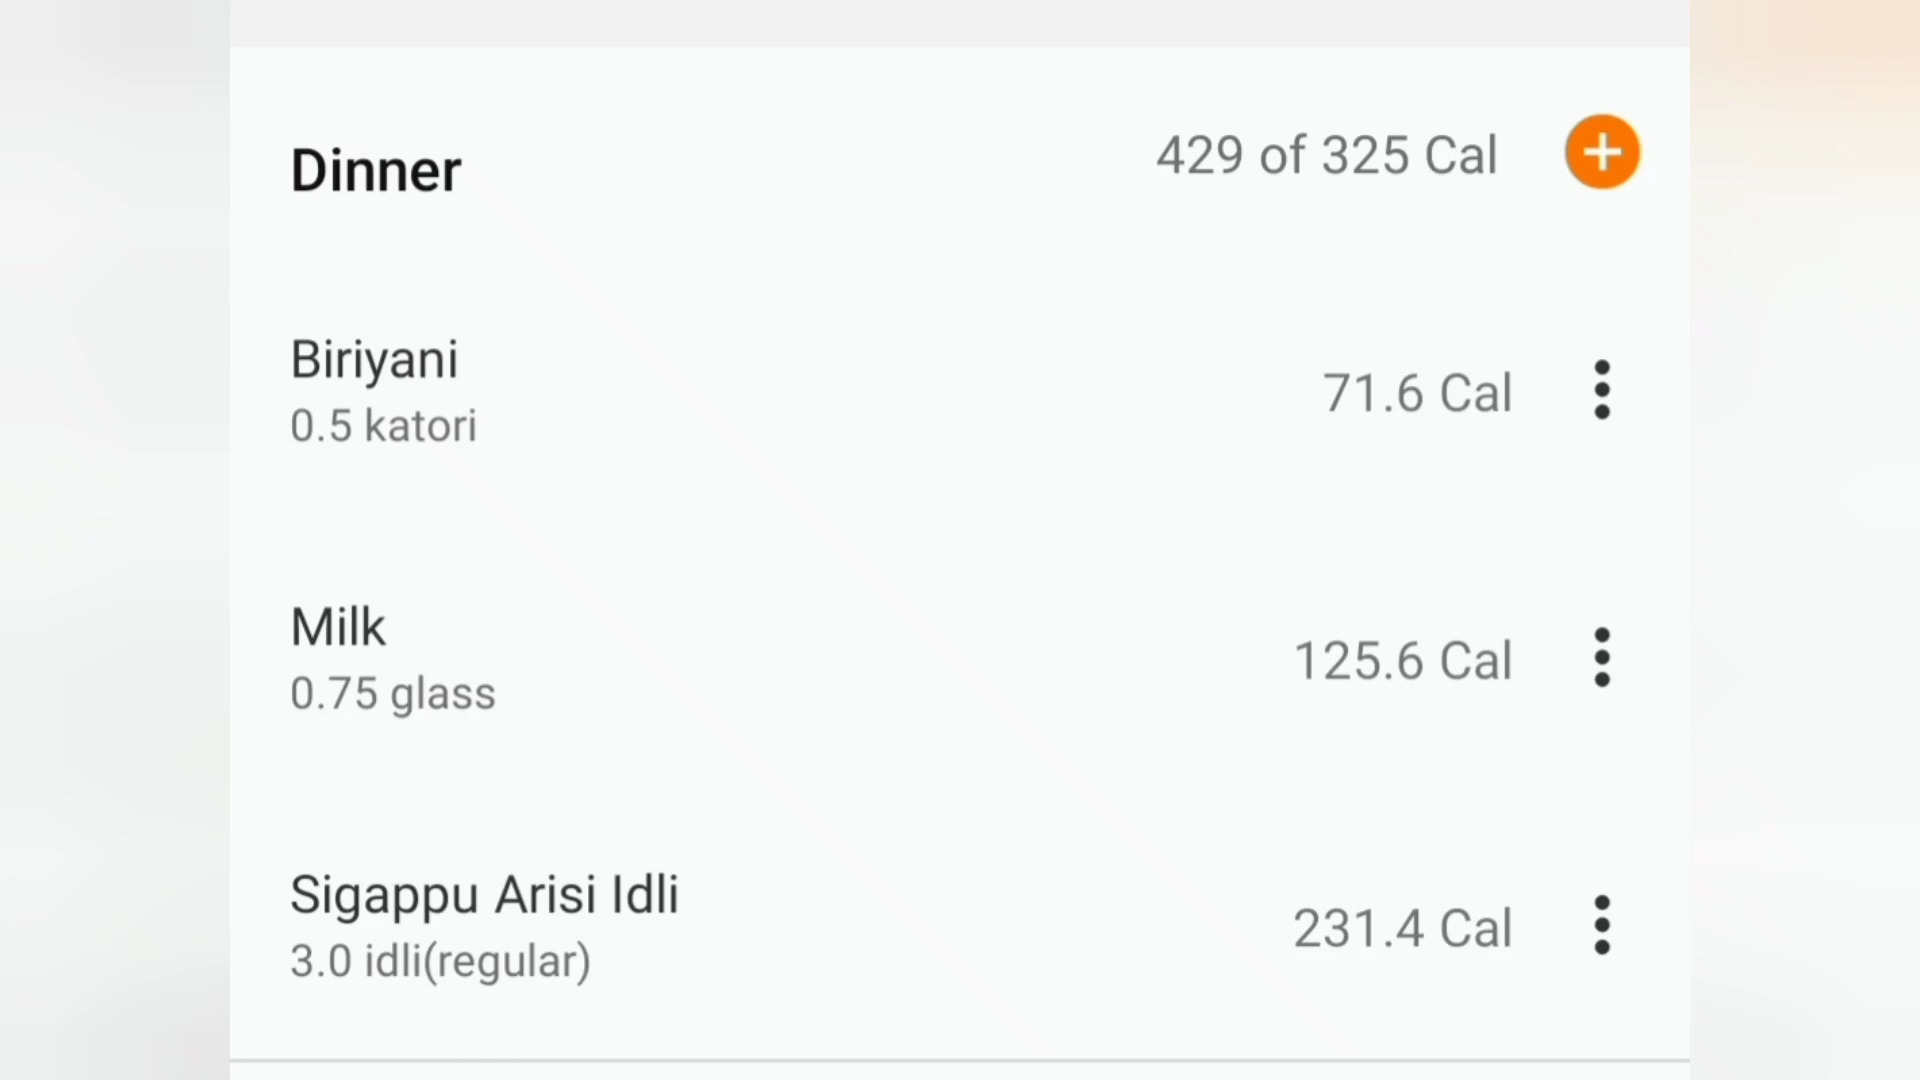 Dinner
429 of 325 Cal
Biriyani
0.5 katori
71.6 Cal
Milk
0.75 glass
125.6 Cal
Sigappu Arisi Idli
3.0 idli(regular)
231.4 Cal